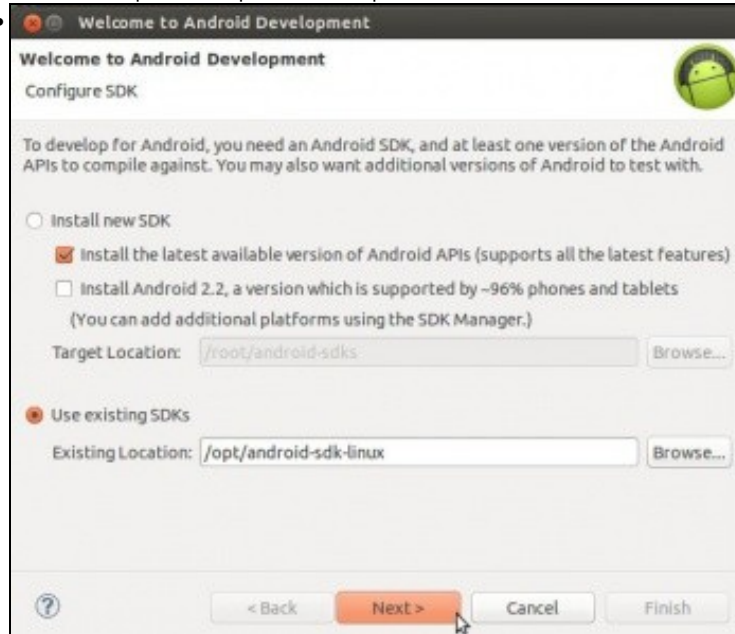 Welcome to Android Development
Welcome to Android Development
Configure SDK
To develop for Android, you need an Android SDK, and at least one version of the Android
APIs to compile against. You may also want additional versions of Android to test with.
Install new SDK
Install the latest available version of Android APIs (supports all the latest features)
Install Android 2.2, a version which is supported by ~96% phones and tablets
(You can add additional platforms using the SDK Manager.)
Target Location: /root/android-sdks Browse...
Use existing SDKs
Existing Location: /opt/android-sdk-linux Browse...
? < Back Next > Cancel Finish